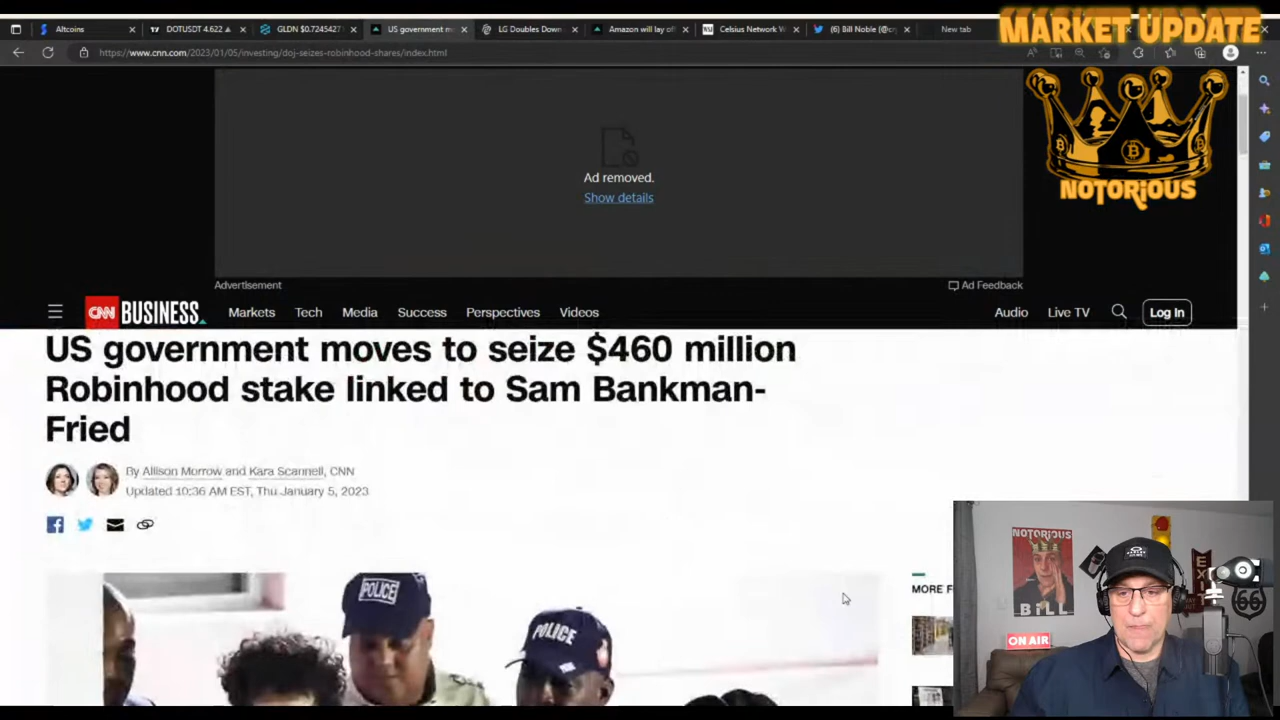 Altcoins
DOTUSDT 4.622
GLDN $0.724542
US government m
LG Doubles Down
Amazon will lay of
Celsius Network
(6) Bill Noble (@c
New tab
MARKET UPDATE
https://www.cnn.com/2023/01/05/investing/doj-seizes-robinhood-shares/index.html
NOTORiOUS
Ad removed.
Show details
Advertisement
Ad Feedback
CNN BUSINESS
Markets
Tech
Media
Success
Perspectives
Videos
Audio
Live TV
Log In
US government moves to seize $460 million
Robinhood stake linked to Sam Bankman-
Fried
By Allison Morrow and Kara Scannell, CNN
Updated 10:36 AM EST, Thu January 5, 2023
MORE F
POLICE
POLICE
NOTORIOUS
BILL
EXIT
66
ON AIR